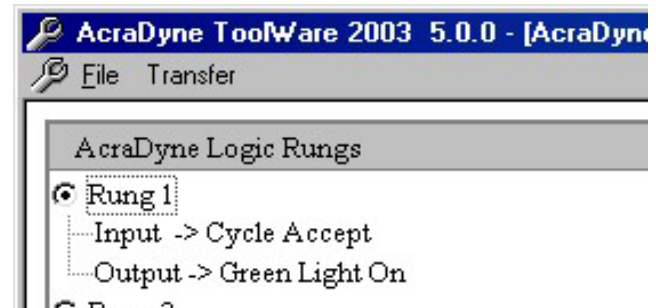 AcraDyne ToolWare 2003 5.0.0 - [AcraDyne
File Transfer
AcraDyne Logic Rungs
Rung 1
Input -> Cycle Accept
Output -> Green Light On